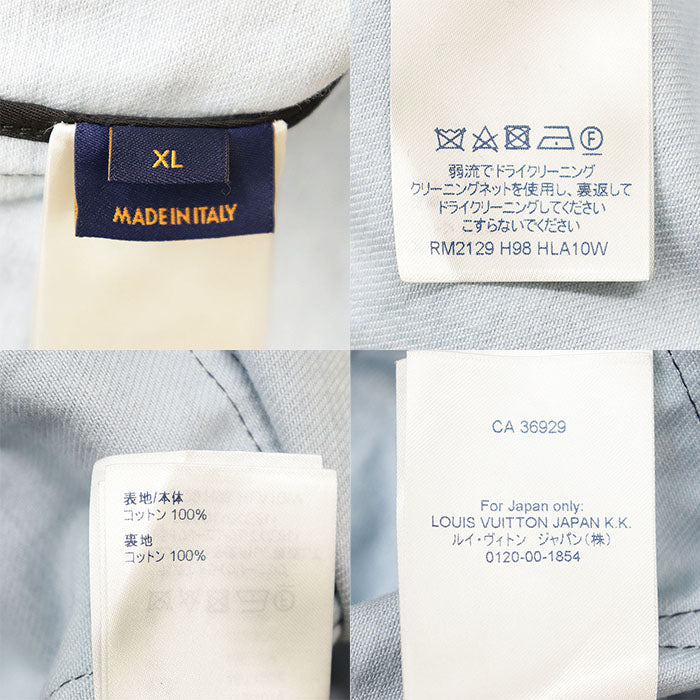 XL
MADE IN ITALY
弱流でドライクリーニング
クリーニングネットを使用し、裏返して
ドライクリーニングしてください
こすらないでください
RM2129 H98 HLA10W
表地/本体
コットン 100%
裏地
コットン 100%
CA 36929
For Japan only:
LOUIS VUITTON JAPAN K.K.
ルイ・ヴィトン ジャパン(株)
0120-00-1854